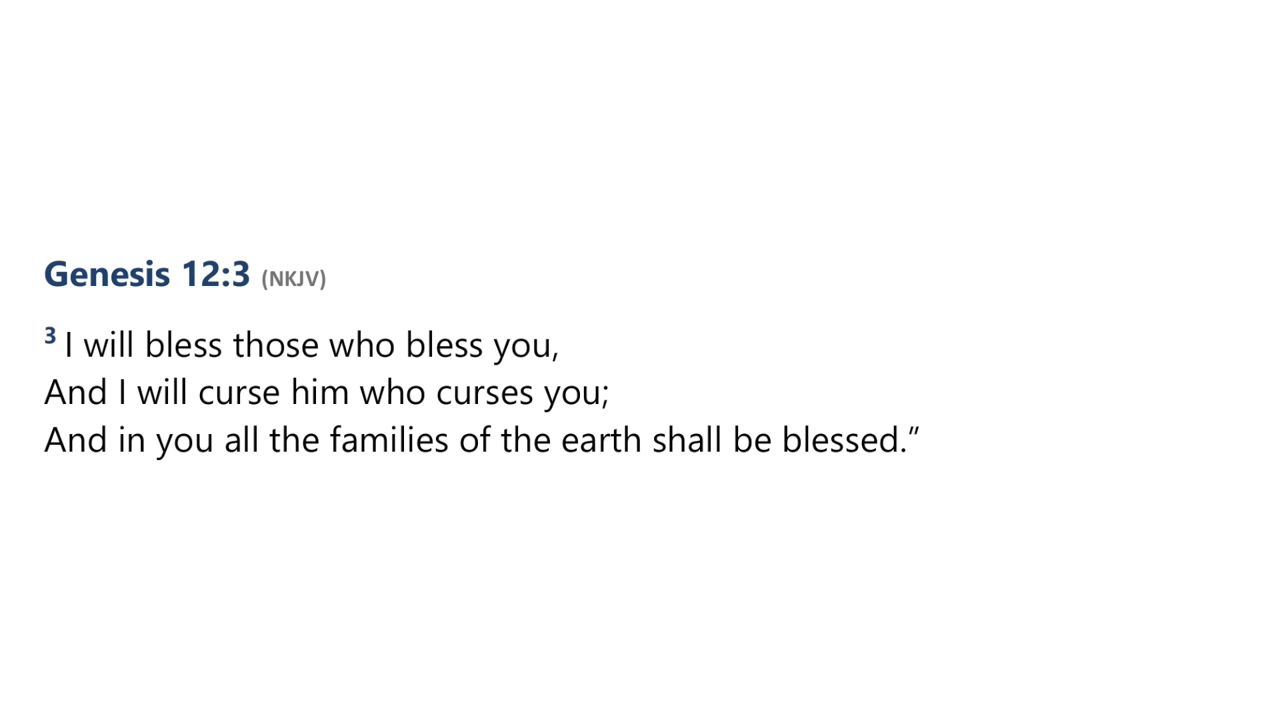 Genesis 12:3 (NKJV)
3 I will bless those who bless you,
And I will curse him who curses you;
And in you all the families of the earth shall be blessed.”